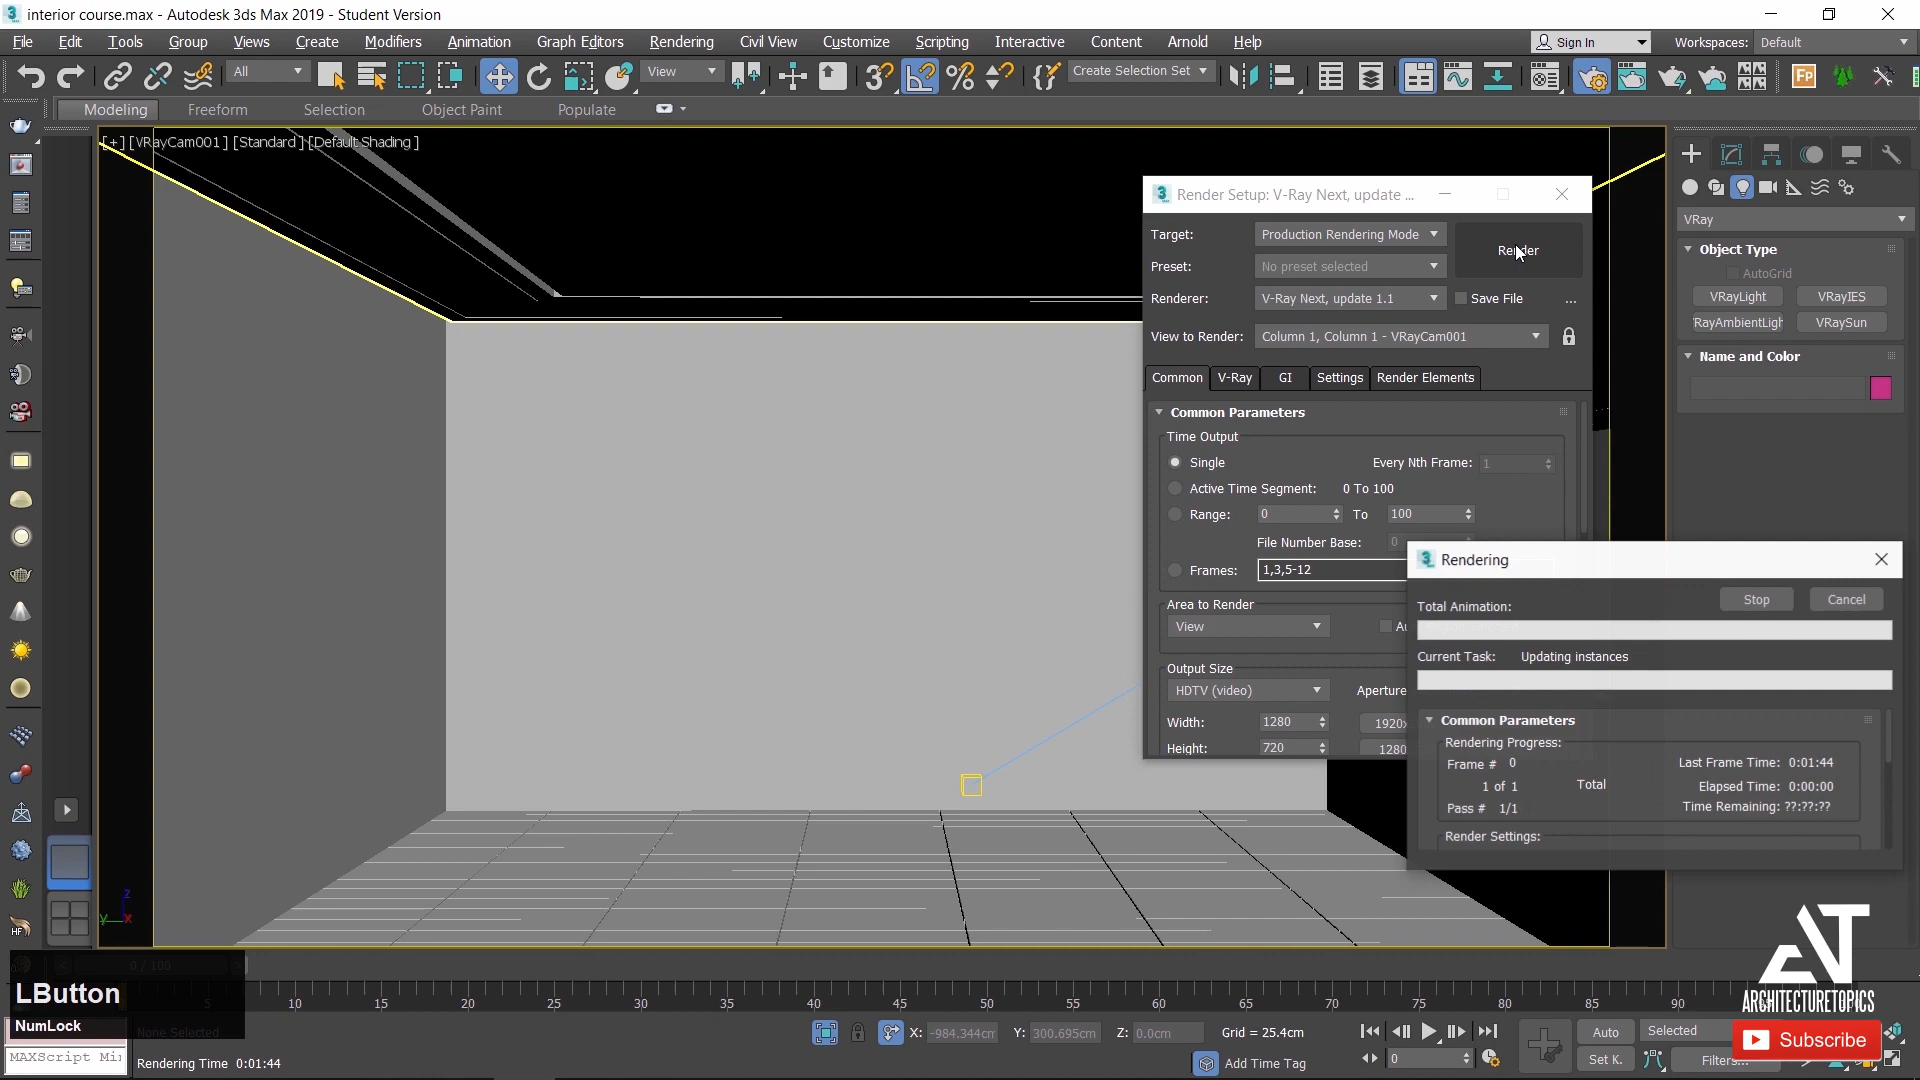 interior course.max - Autodesk 3ds Max 2019 - Student Version
File Edit Tools Group Views Create Modifiers Animation Graph Editors Rendering Civil View Customize Scripting Interactive Content Arnold Help
Sign In Workspaces: Default
All View Create Selection Set
Modeling Freeform Selection Object Paint Populate
[+] [VRayCam001] [Standard] [Default Shading]
Render Setup: V-Ray Next, update ...
Target: Production Rendering Mode
Render
Preset: No preset selected
Renderer: V-Ray Next, update 1.1 Save File ...
View to Render: Column 1, Column 1 - VRayCam001
Common V-Ray GI Settings Render Elements
Common Parameters
Time Output
Single Every Nth Frame: 1
Active Time Segment: 0 To 100
Range: 0 To 100
File Number Base: 0
Frames: 1,3,5-12
Area to Render
View
Output Size
HDTV (video) Aperture
Width: 1280 1920x
Height: 720 1280
VRay
Object Type
AutoGrid
VRayLight VRayIES
RayAmbientLigh VRaySun
Name and Color
Rendering
Stop Cancel
Total Animation:
Current Task: Updating instances
Common Parameters
Rendering Progress:
Frame # 0 Last Frame Time: 0:01:44
1 of 1 Total Elapsed Time: 0:00:00
Pass # 1/1 Time Remaining: ??:??:??
Render Settings:
z
y x
HF
0 / 100
LButton
NumLock
5 10 15 20 25 30 35 40 45 50 55 60 65 70 75 80 85 90
None Selected
MAXScript Mi
Rendering Time 0:01:44
X: -984.344cm Y: 300.695cm Z: 0.0cm Grid = 25.4cm
Add Time Tag
0
Auto Selected
Set K. Filters...
AT
ARCHITECTURETOPICS
Subscribe